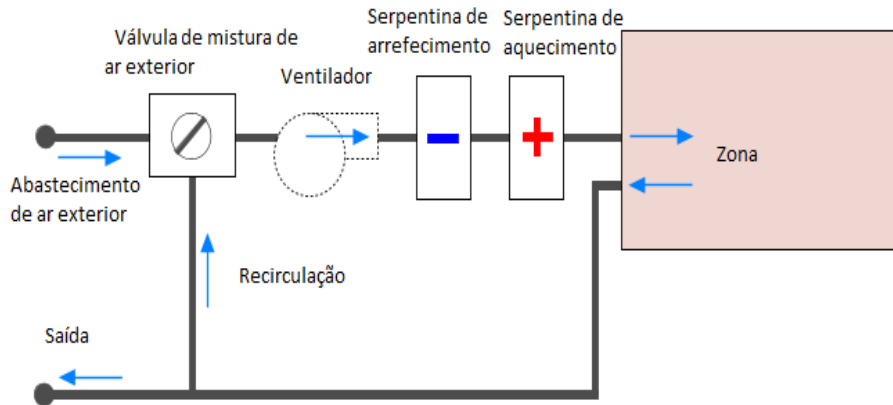 Válvula de mistura de
ar exterior
Ventilador
Serpentina de
arrefecimento
Serpentina de
aquecimento
Zona
Abastecimento
de ar exterior
Recirculação
Saída